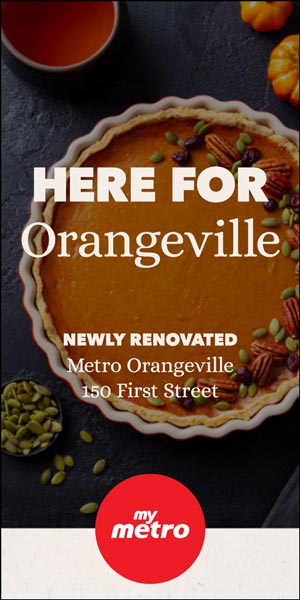 HERE FOR
Orangeville
NEWLY RENOVATED
Metro Orangeville
150 First Street
my
metro